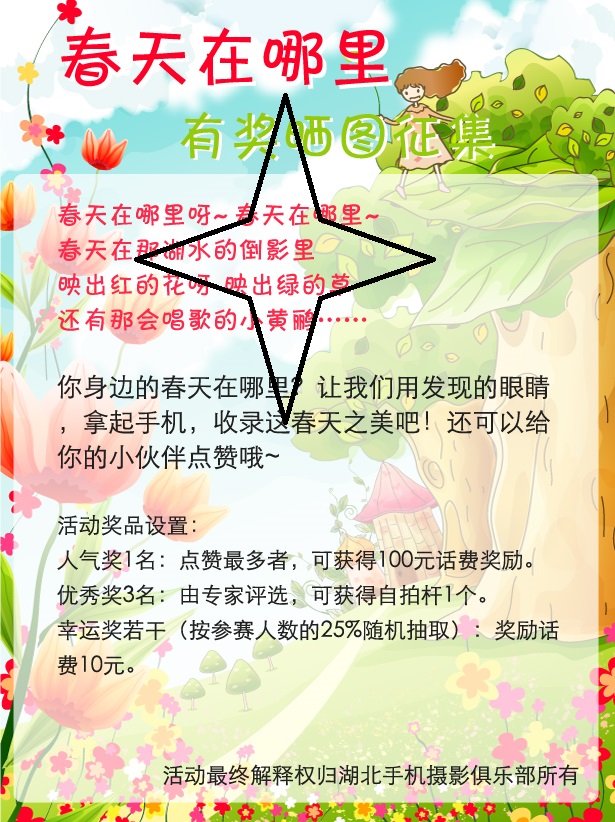 春天在哪里
有奖晒图征集
春天在哪里呀~ 春天在哪里~
春天在那湖水的倒影里
映出红的花呀 映出绿的草
还有那会唱歌的小黄鹂……
你身边的春天在哪里？让我们用发现的眼睛
，拿起手机，收录这春天之美吧！还可以给
你的小伙伴点赞哦~
活动奖品设置：
人气奖1名：点赞最多者，可获得100元话费奖励。
优秀奖3名：由专家评选，可获得自拍杆1个。
幸运奖若干（按参赛人数的25%随机抽取）：奖励话
费10元。
活动最终解释权归湖北手机摄影俱乐部所有